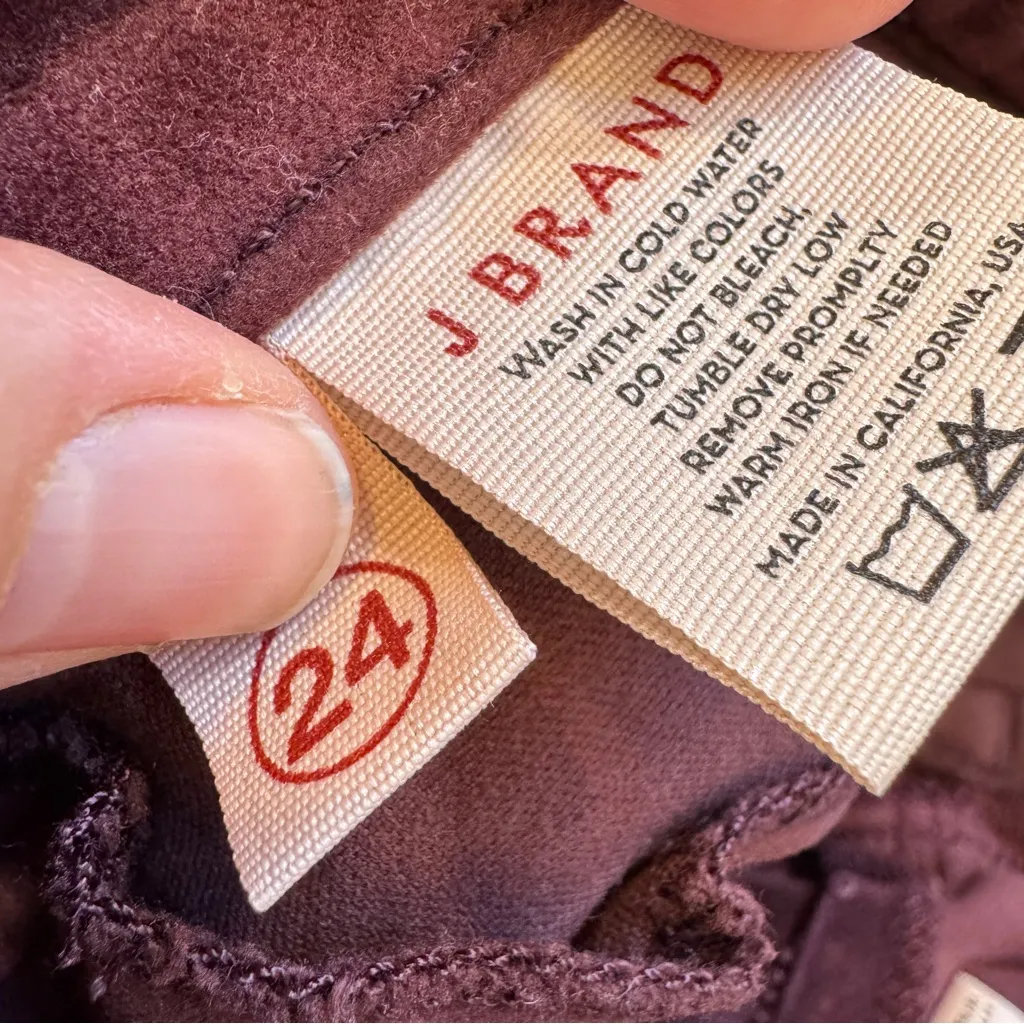 J BRAND
WASH IN COLD WATER
WITH LIKE COLORS
DO NOT BLEACH,
TUMBLE DRY LOW
REMOVE PROMPLTY
WARM IRON IF NEEDED
MADE IN CALIFORNIA, USA
24